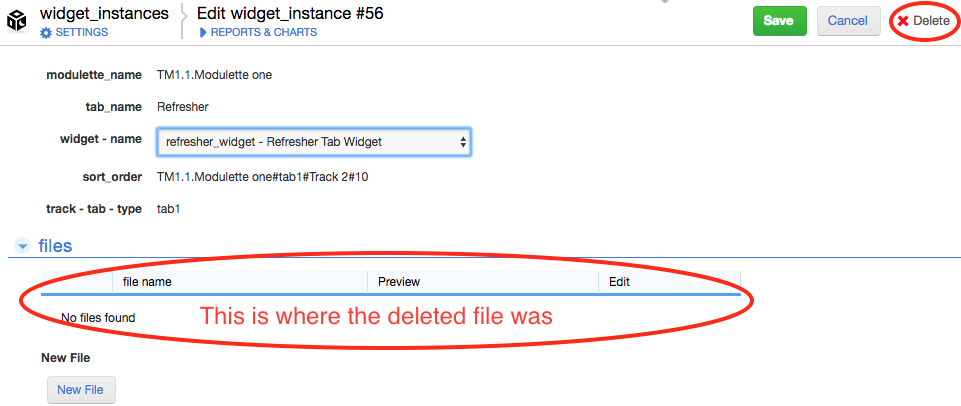 widget_instances Edit widget_instance #56 Save Cancel Delete
SETTINGS REPORTS & CHARTS
modulette_name TM1.1.Modulette one
tab_name Refresher
widget - name refresher_widget - Refresher Tab Widget
sort_order TM1.1.Modulette one#tab1#Track 2#10
track - tab - type tab1
files
file name Preview Edit
No files found This is where the deleted file was
New File
New File